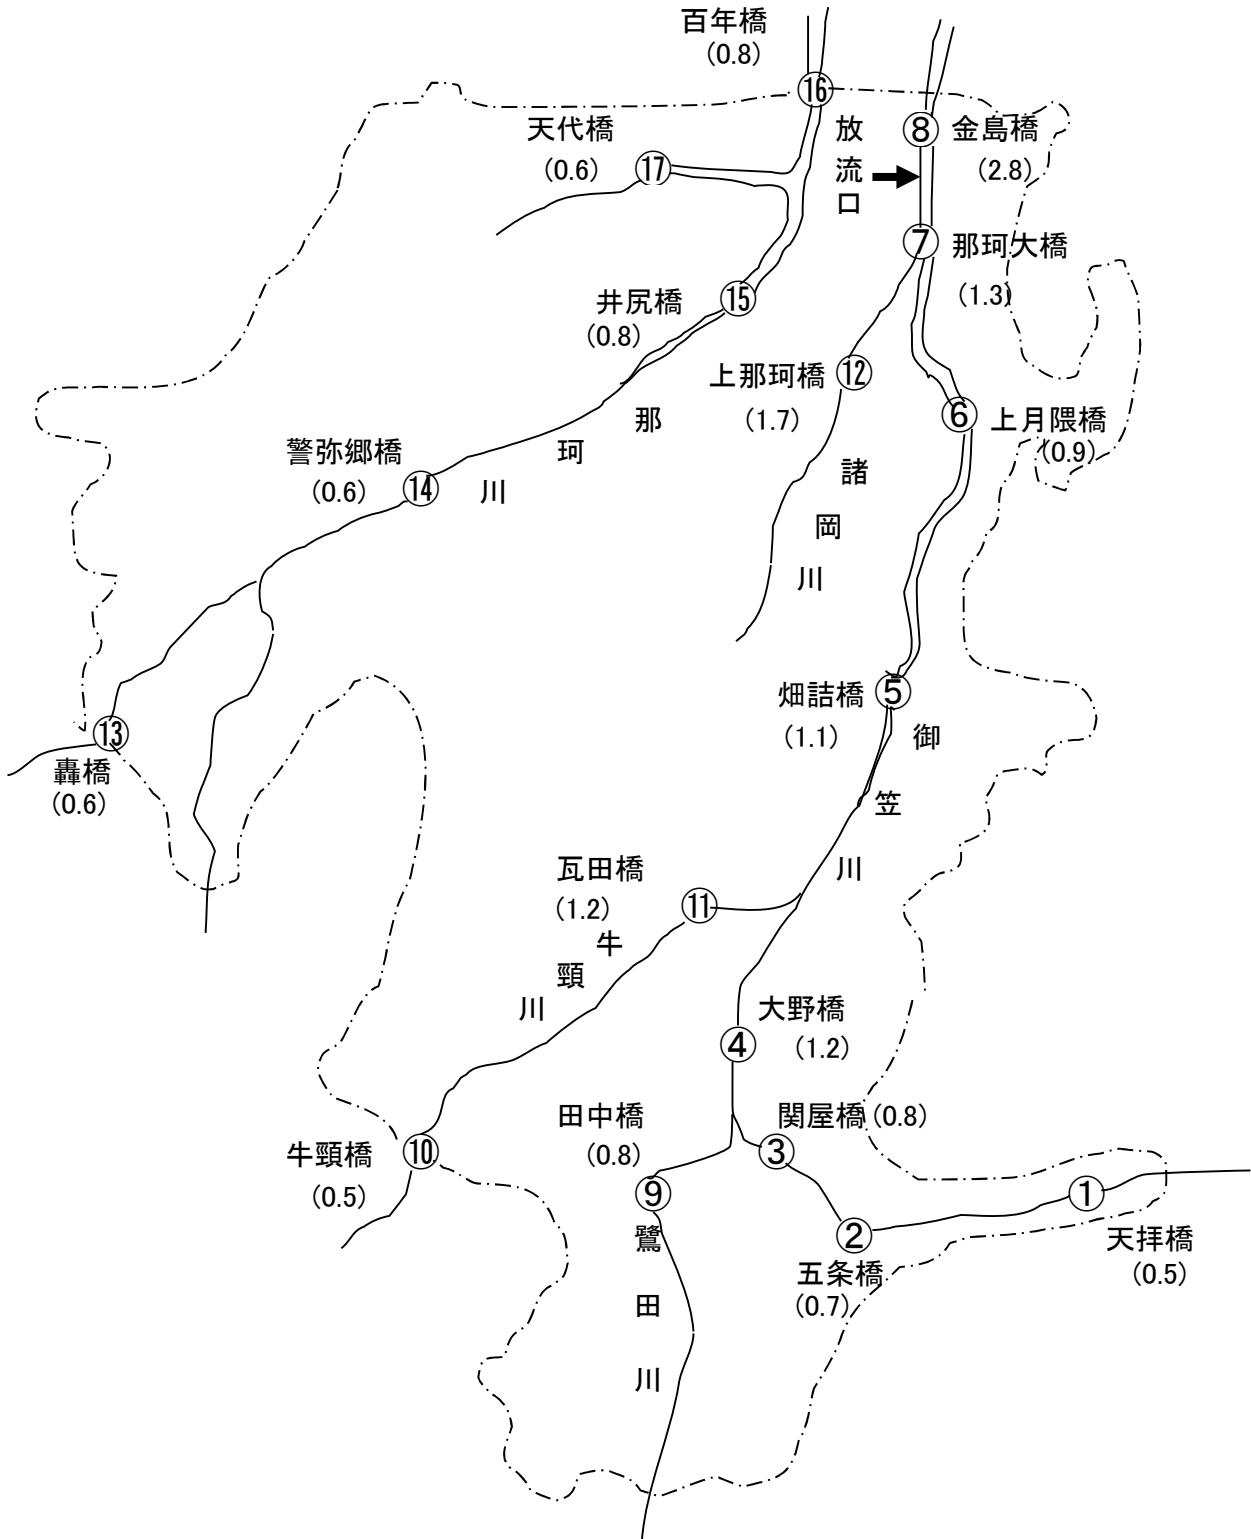 百年橋
(0.8)
⑯
天代橋
(0.6)
⑰
放流口
⑧
金島橋
(2.8)
⑦
那珂大橋
(1.3)
井尻橋
(0.8)
⑮
上那珂橋
(1.7)
⑫
⑥
上月隈橋
(0.9)
那珂川
警弥郷橋
(0.6)
⑭
諸岡川
畑詰橋
(1.1)
⑤
⑬
轟橋
(0.6)
御笠川
瓦田橋
(1.2)
⑪
牛頸川
大野橋
(1.2)
④
田中橋
(0.8)
⑨
関屋橋(0.8)
③
牛頸橋
(0.5)
⑩
①
天拝橋
(0.5)
②
五条橋
(0.7)
鷺田川